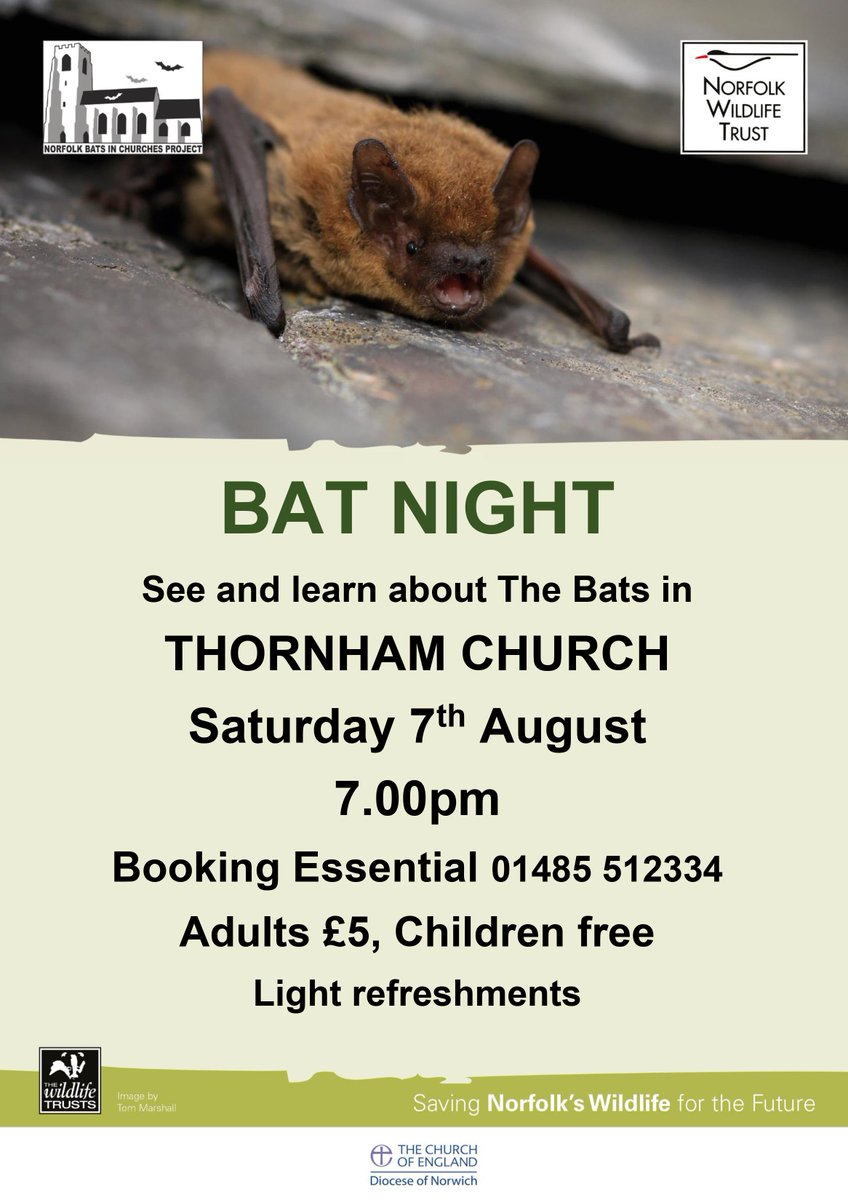 NORFOLK BATS IN CHURCHES PROJECT
NORFOLK
WILDLIFE
TRUST
BAT NIGHT
See and learn about The Bats in
THORNHAM CHURCH
Saturday 7th August
7.00pm
Booking Essential 01485 512334
Adults £5, Children free
Light refreshments
THE
wildlife
TRUSTS
Image by
Tom Marshall
Saving Norfolk's Wildlife for the Future
THE CHURCH
OF ENGLAND
Diocese of Norwich